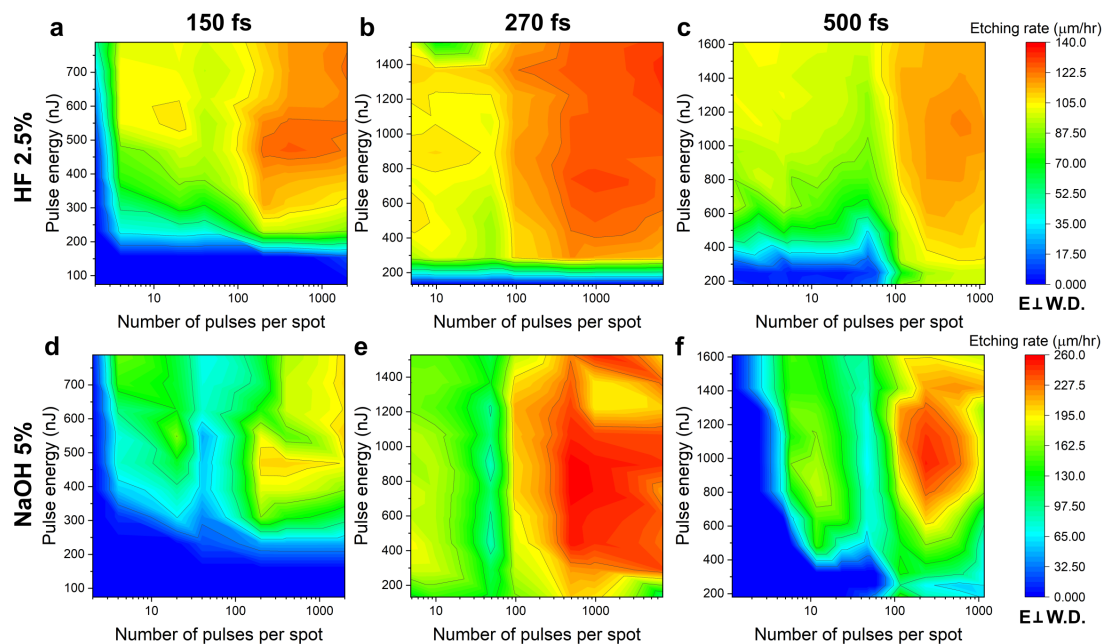 150 fs
270 fs
500 fs
HF 2.5%
NaOH 5%
a
Pulse energy (nJ)
700
600
500
400
300
200
100
10
100
1000
Number of pulses per spot
b
Pulse energy (nJ)
1400
1200
1000
800
600
400
200
10
100
1000
Number of pulses per spot
c
Pulse energy (nJ)
1600
1400
1200
1000
800
600
400
200
10
100
1000
Number of pulses per spot
Etching rate (μm/hr)
140.0
122.5
105.0
87.50
70.00
52.50
35.00
17.50
0.000
E⊥W.D.
d
Pulse energy (nJ)
700
600
500
400
300
200
100
10
100
1000
Number of pulses per spot
e
Pulse energy (nJ)
1400
1200
1000
800
600
400
200
10
100
1000
Number of pulses per spot
f
Pulse energy (nJ)
1600
1400
1200
1000
800
600
400
200
10
100
1000
Number of pulses per spot
Etching rate (μm/hr)
260.0
227.5
195.0
162.5
130.0
97.50
65.00
32.50
0.000
E⊥W.D.